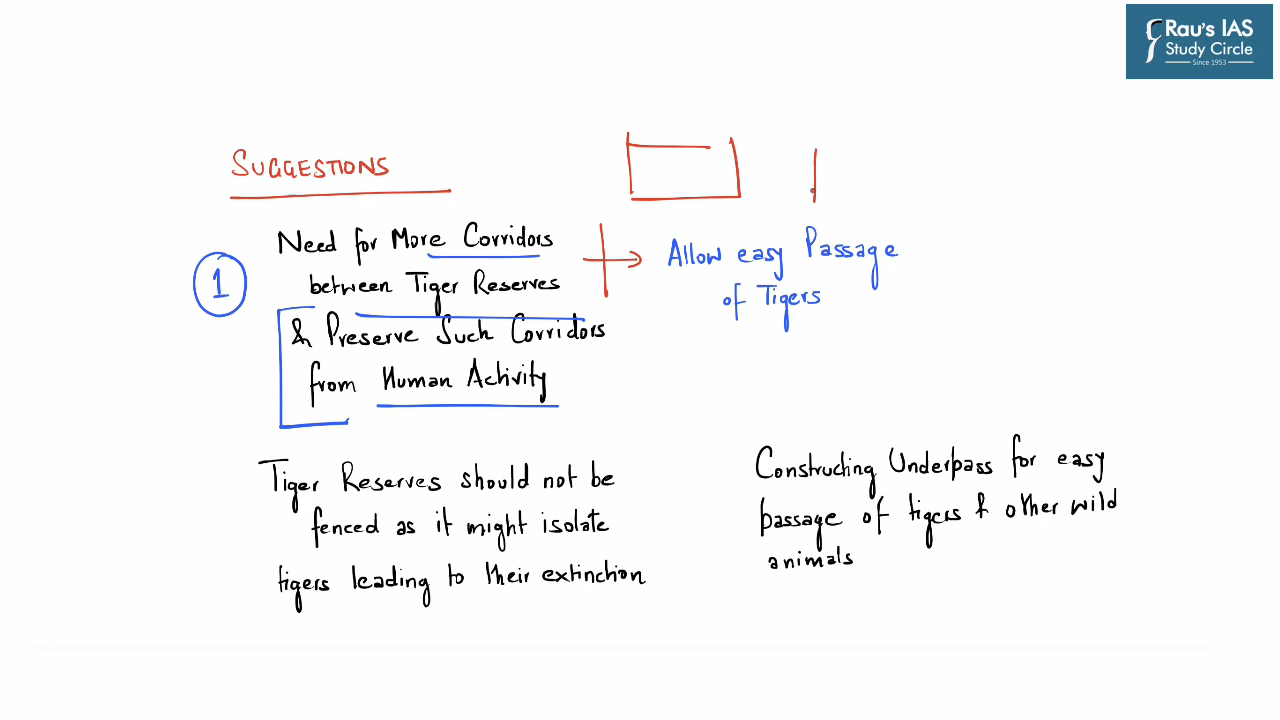 Rau's IAS
Study Circle
Since 1953
SUGGESTIONS
1
Need for More Corridors
between Tiger Reserves
& Preserve Such Corridors
from Human Activity
Allow easy Passage
of Tigers
Tiger Reserves should not be
fenced as it might isolate
tigers leading to their extinction
Constructing Underpass for easy
passage of tigers & other wild
animals